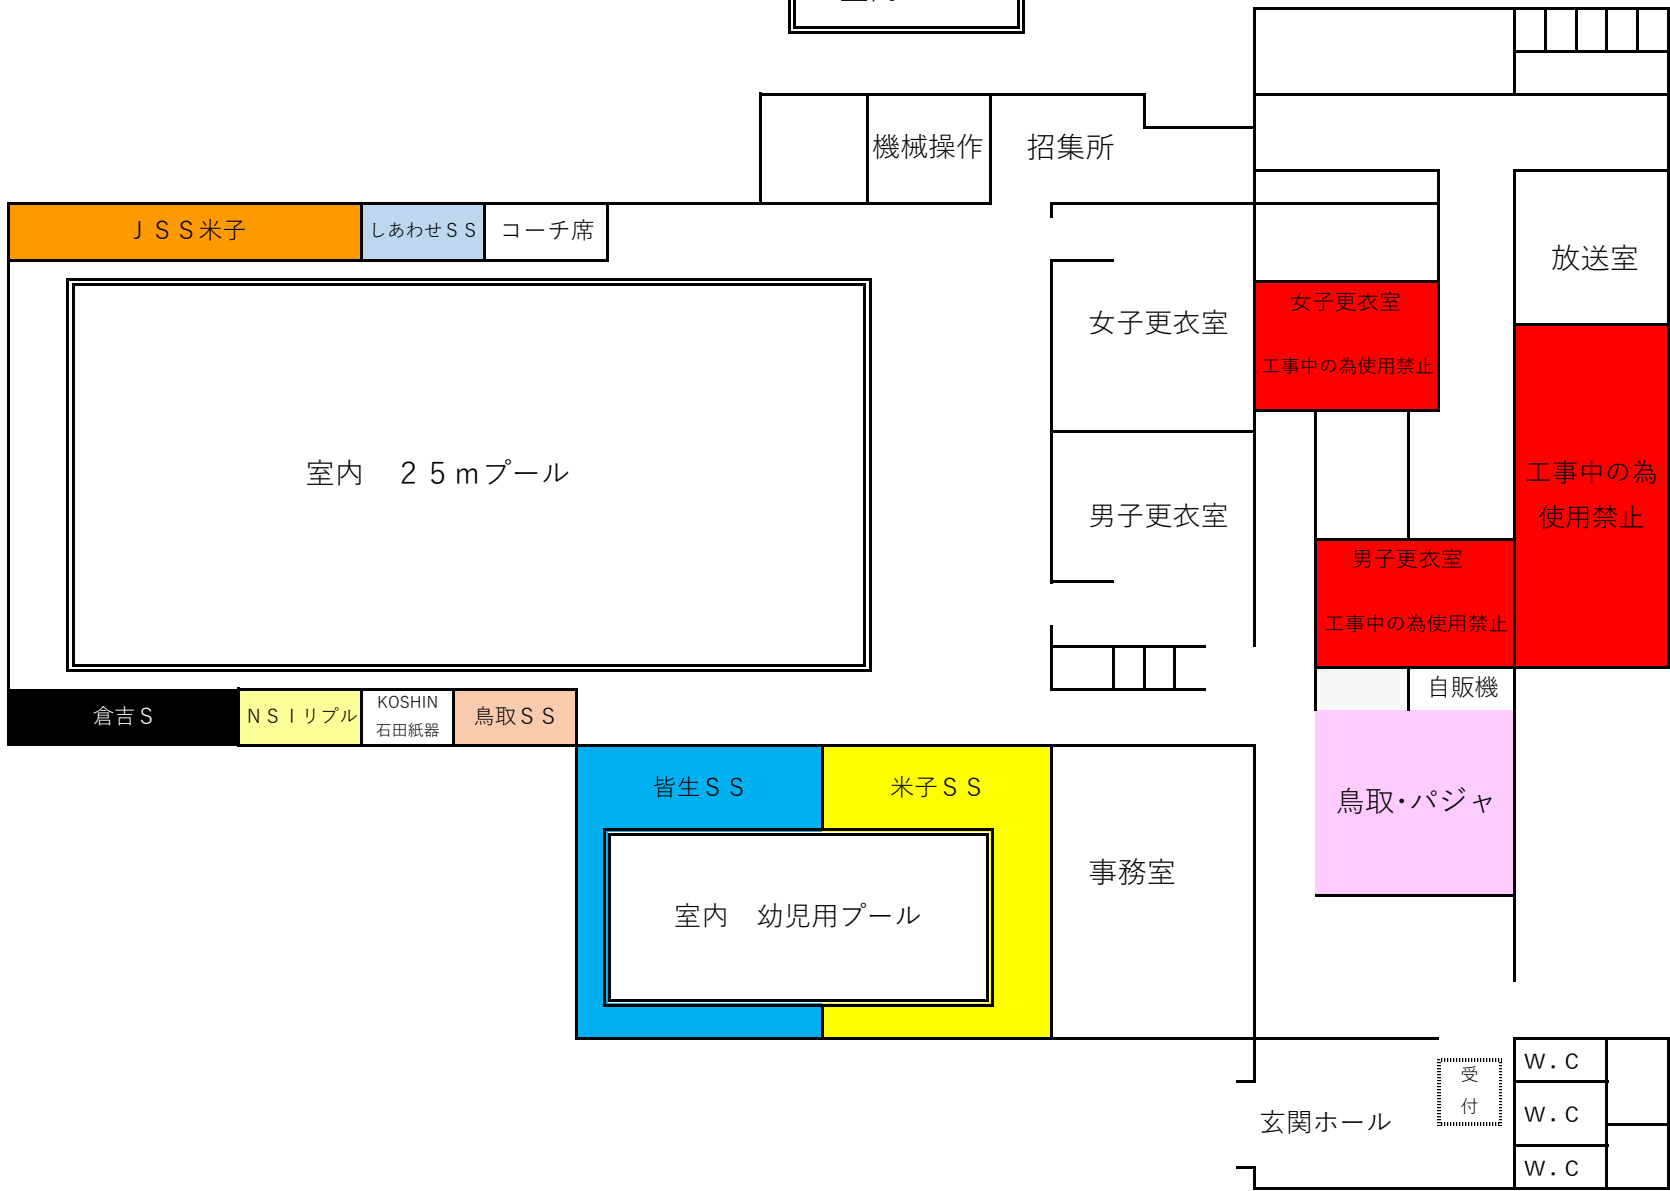 機械操作
招集所
ＪＳＳ米子
しあわせＳＳ
コーチ席
放送室
女子更衣室
女子更衣室
工事中の為使用禁止
室内　２５ｍプール
男子更衣室
工事中の為
使用禁止
男子更衣室
工事中の為使用禁止
自販機
倉吉Ｓ
ＮＳＩリプル
KOSHIN
石田紙器
鳥取ＳＳ
皆生ＳＳ
米子ＳＳ
鳥取・パジャ
事務室
室内　幼児用プール
受
付
玄関ホール
Ｗ．Ｃ
Ｗ．Ｃ
Ｗ．Ｃ